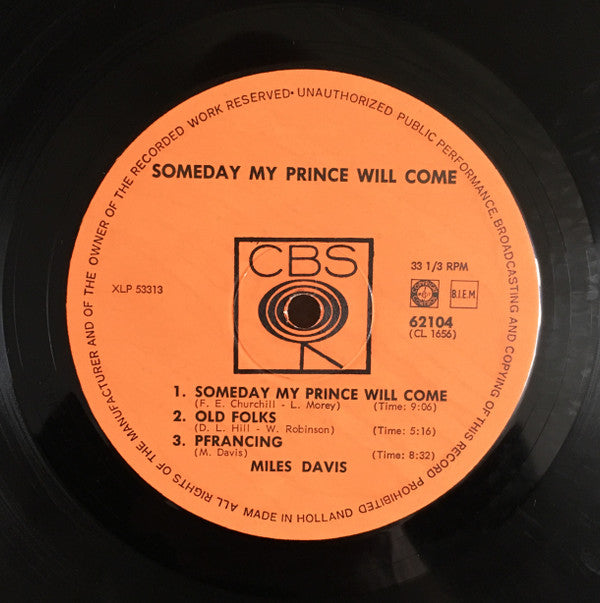 ALL RIGHTS OF THE MANUFACTURER AND OF THE OWNER OF THE RECORDED WORK RESERVED • UNAUTHORIZED PUBLIC PERFORMANCE, BROADCASTING AND COPYING OF THIS RECORD PROHIBITED
SOMEDAY MY PRINCE WILL COME
CBS
33 1/3 RPM
XLP 53313
B.I.E.M
62104
(CL 1656)
1. SOMEDAY MY PRINCE WILL COME
(F. E. Churchill - L. Morey) (Time: 9:06)
2. OLD FOLKS
(D. L. Hill - W. Robinson) (Time: 5:16)
3. PFRANCING
(M. Davis) (Time: 8:32)
MILES DAVIS
MADE IN HOLLAND